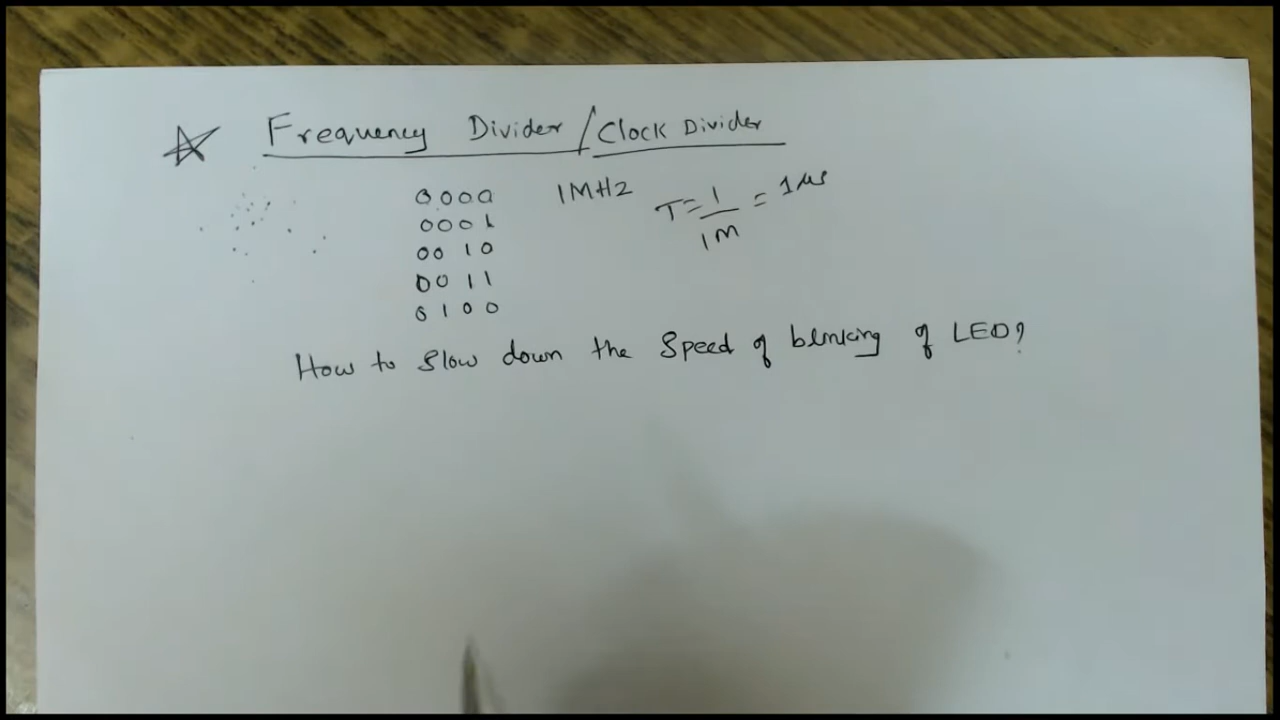 Frequency Divider / Clock Divider
0000 1MHz T = 1/1M = 1μs
0001
0010
0011
0100
How to slow down the speed of blinking of LED?